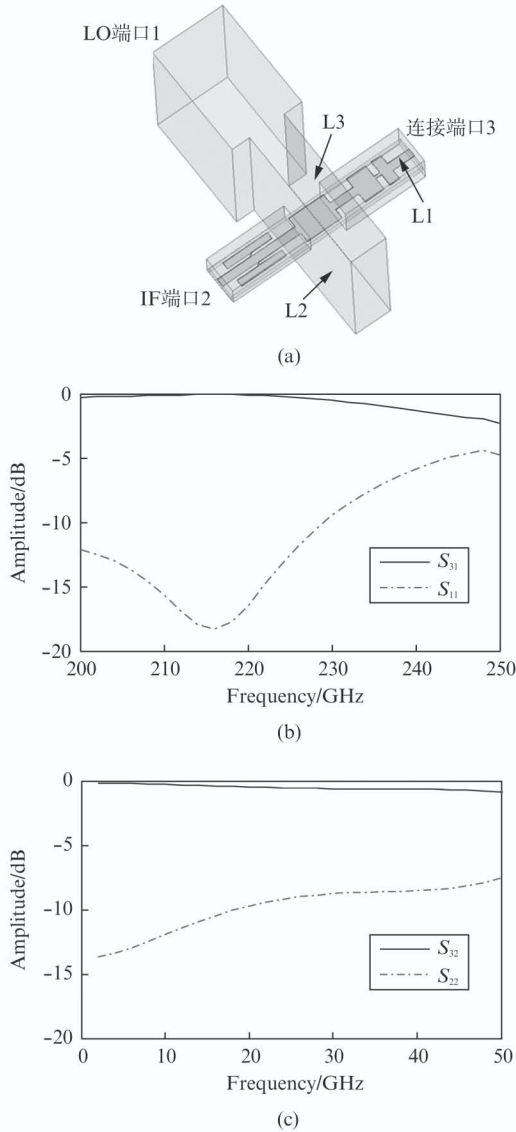 LO端口1
L3
连接端口3
L1
IF端口2
L2
(a)
0
-5
-10
-15
-20
Amplitude/dB
S31
S11
200 210 220 230 240 250
Frequency/GHz
(b)
0
-5
-10
-15
-20
Amplitude/dB
S32
S22
0 10 20 30 40 50
Frequency/GHz
(c)